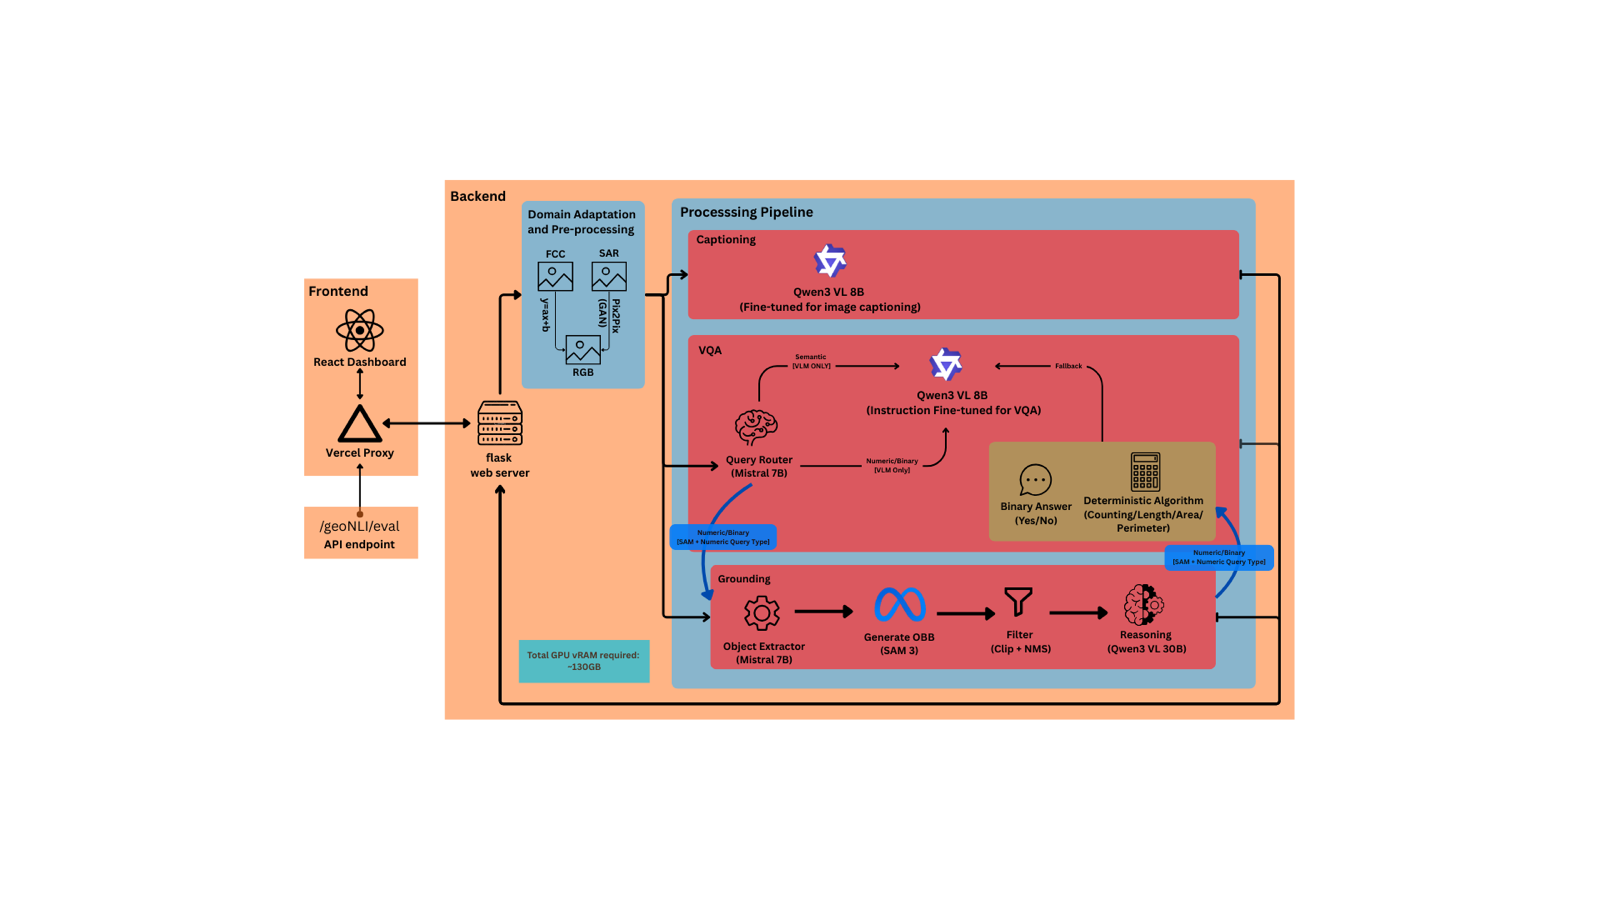 Backend
Domain Adaptation
and Pre-processing
FCC
SAR
y=ax+b
Pix2Pix
(GAN)
RGB
Frontend
React Dashboard
Vercel Proxy
/geoNLI/eval
API endpoint
flask
web server
Total GPU vRAM required:
~130GB
Processsing Pipeline
Captioning
Qwen3 VL 8B
(Fine-tuned for image captioning)
VQA
Semantic
[VLM ONLY]
Fallback
Qwen3 VL 8B
(Instruction Fine-tuned for VQA)
Query Router
(Mistral 7B)
Numeric/Binary
[VLM Only]
Binary Answer
(Yes/No)
Deterministic Algorithm
(Counting/Length/Area/
Perimeter)
Numeric/Binary
[SAM + Numeric Query Type]
Numeric/Binary
[SAM + Numeric Query Type]
Grounding
Object Extractor
(Mistral 7B)
Generate OBB
(SAM 3)
Filter
(Clip + NMS)
Reasoning
(Qwen3 VL 30B)